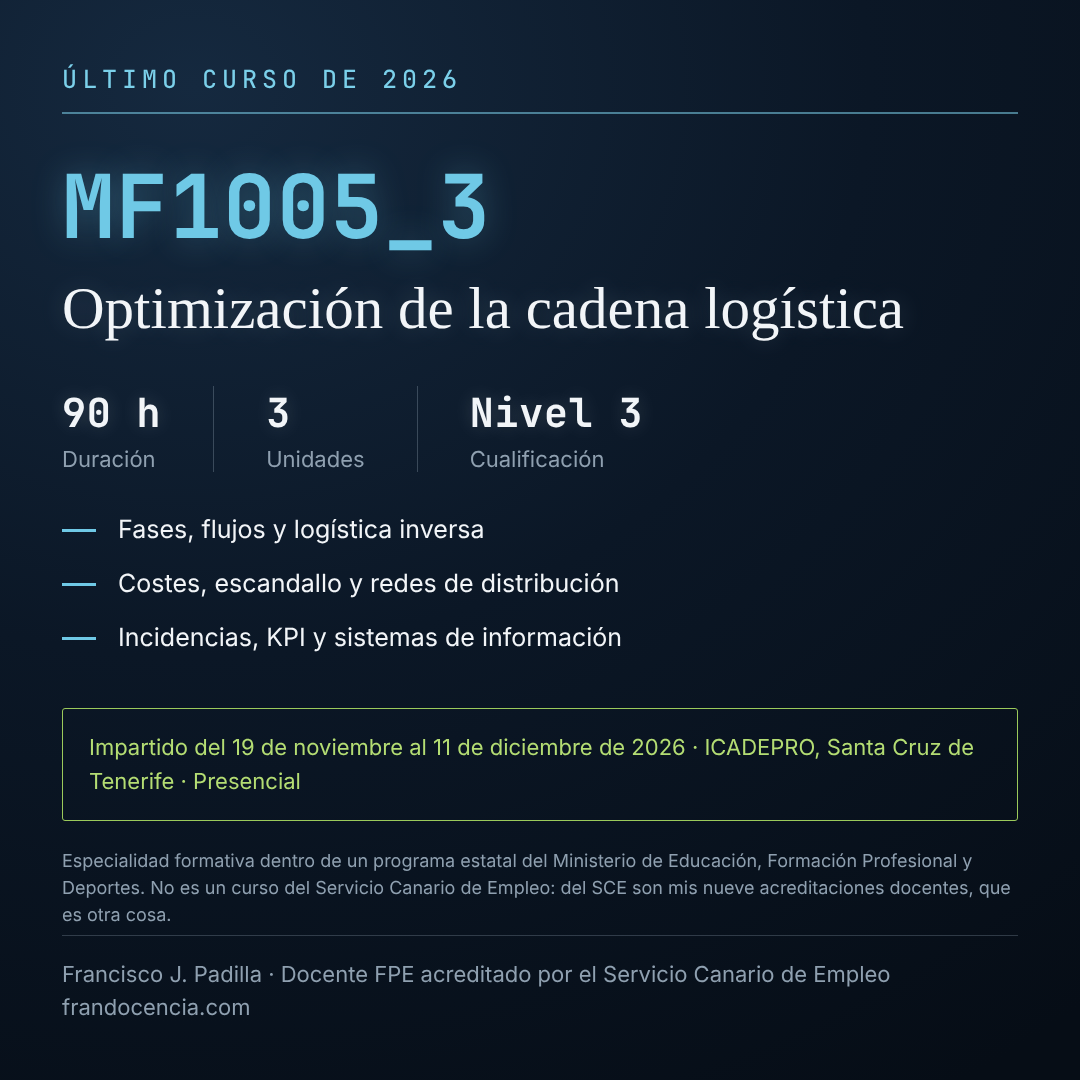 ÚLTIMO CURSO DE 2026
MF1005_3
Optimización de la cadena logística
90 h
Duración
3
Unidades
Nivel 3
Cualificación
Fases, flujos y logística inversa
Costes, escandallo y redes de distribución
Incidencias, KPI y sistemas de información
Impartido del 19 de noviembre al 11 de diciembre de 2026 · ICADEPRO, Santa Cruz de
Tenerife · Presencial
Especialidad formativa dentro de un programa estatal del Ministerio de Educación, Formación Profesional y
Deportes. No es un curso del Servicio Canario de Empleo: del SCE son mis nueve acreditaciones docentes, que
es otra cosa.
Francisco J. Padilla · Docente FPE acreditado por el Servicio Canario de Empleo
frandocencia.com